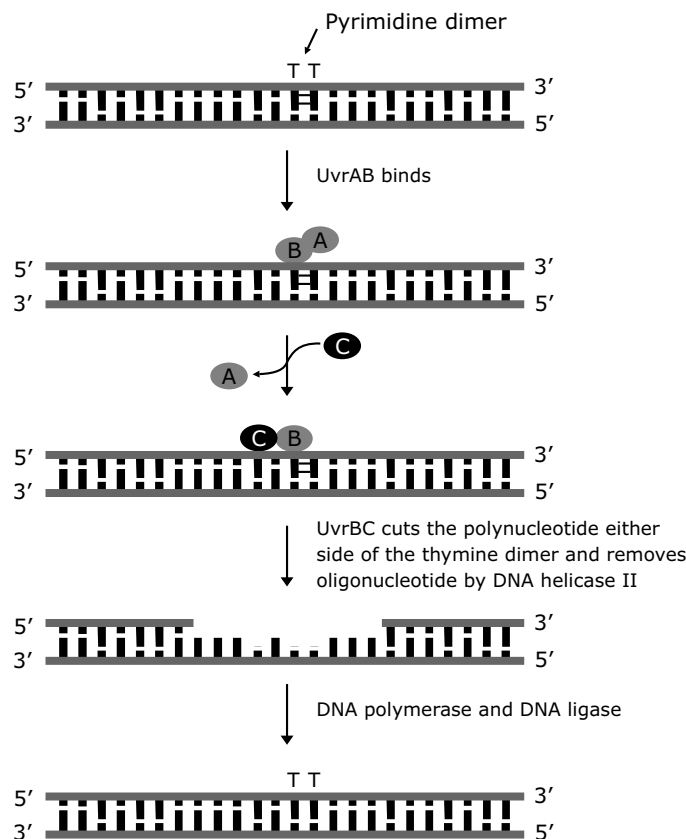 Pyrimidine dimer
T T
5′ 3′
3′ 5′
UvrAB binds
A
B
5′ 3′
3′ 5′
C
A
C B
5′ 3′
3′ 5′
UvrBC cuts the polynucleotide either
side of the thymine dimer and removes
oligonucleotide by DNA helicase II
5′ 3′
3′ 5′
DNA polymerase and DNA ligase
T T
5′ 3′
3′ 5′